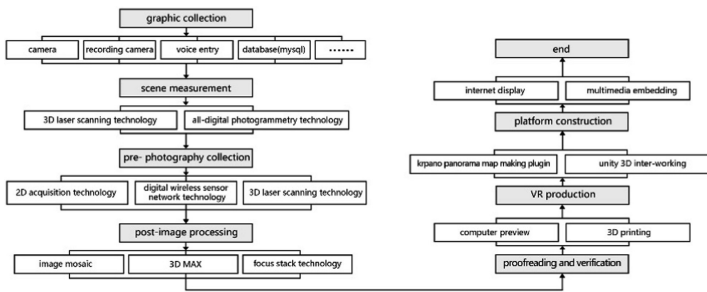 graphic collection
camera
recording camera
voice entry
database(mysql)
......
scene measurement
3D laser scanning technology
all-digital photogrammetry technology
pre- photography collection
2D acquisition technology
digital wireless sensor
network technology
3D laser scanning technology
post-image processing
image mosaic
3D MAX
focus stack technology
end
internet display
multimedia embedding
platform construction
krpano panorama map making plugin
unity 3D inter-working
VR production
computer preview
3D printing
proofreading and verification